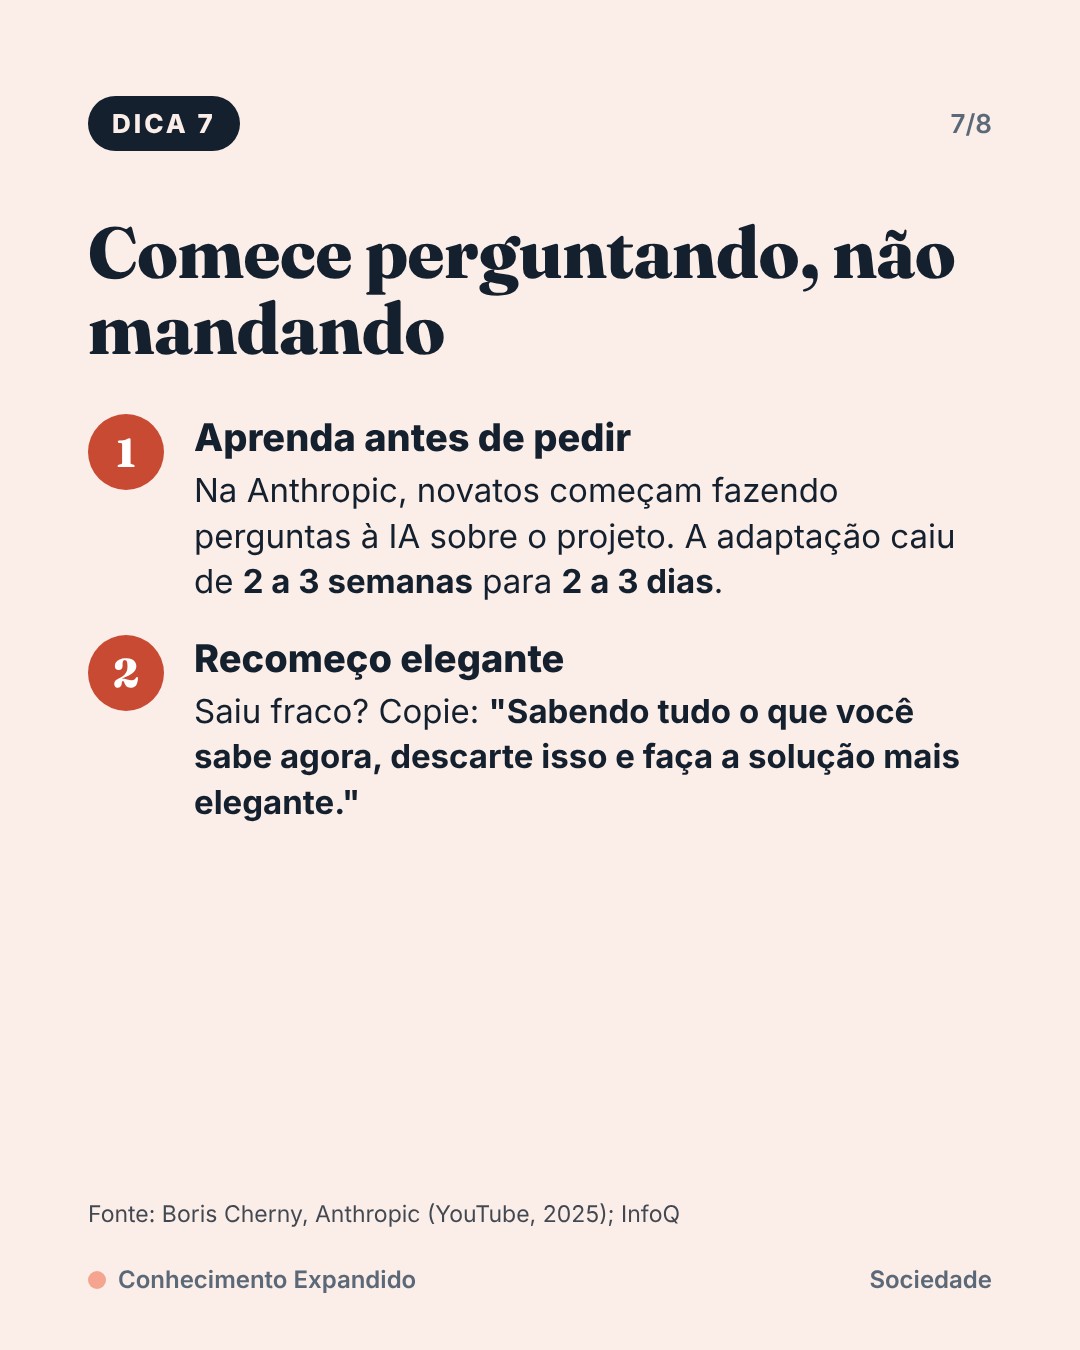 DICA 7
7/8
Comece perguntando, não
mandando
1
Aprenda antes de pedir
Na Anthropic, novatos começam fazendo
perguntas à IA sobre o projeto. A adaptação caiu
de 2 a 3 semanas para 2 a 3 dias.
2
Recomeço elegante
Saiu fraco? Copie: "Sabendo tudo o que você
sabe agora, descarte isso e faça a solução mais
elegante."
Fonte: Boris Cherny, Anthropic (YouTube, 2025); InfoQ
Conhecimento Expandido
Sociedade